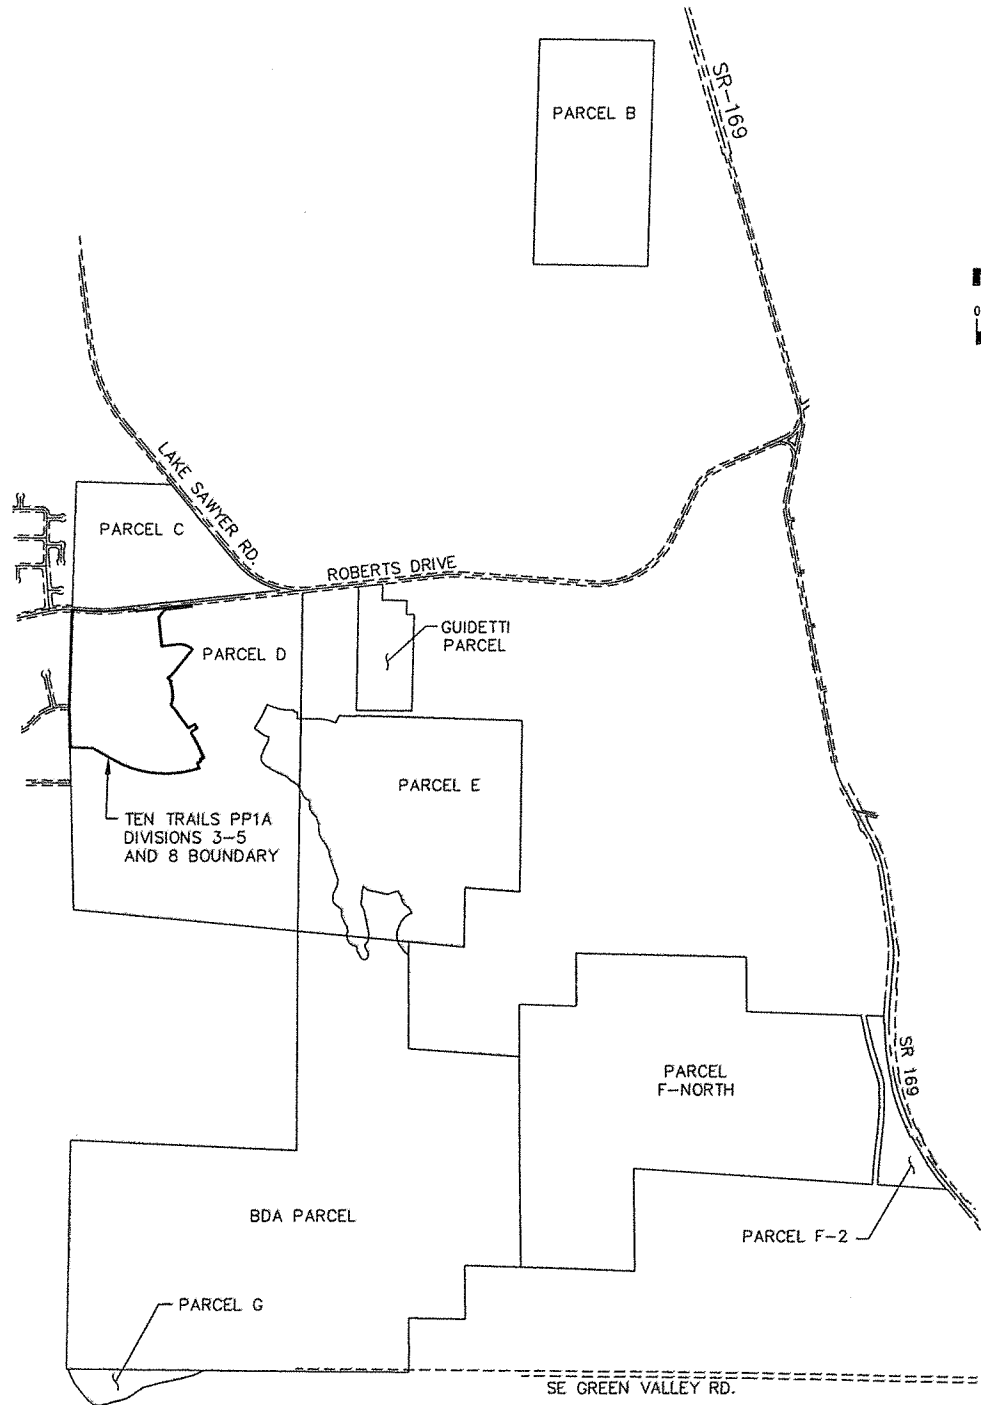 SR-169
PARCEL B
0
LAKE SAWYER RD.
PARCEL C
ROBERTS DRIVE
GUIDETTI
PARCEL
PARCEL D
PARCEL E
TEN TRAILS PP1A
DIVISIONS 3-5
AND 8 BOUNDARY
SR 169
PARCEL
F-NORTH
BDA PARCEL
PARCEL F-2
PARCEL G
SE GREEN VALLEY RD.